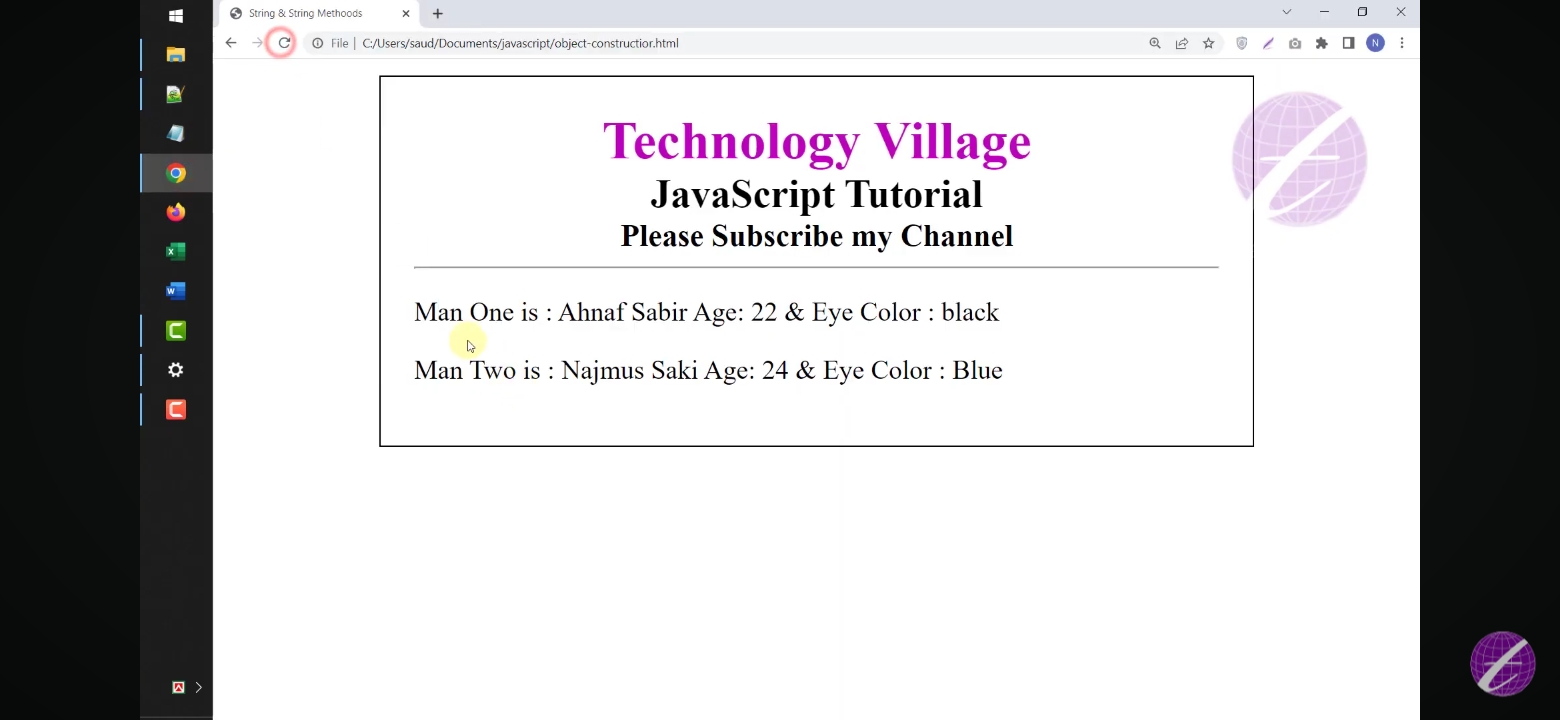 String & String Methoods
File
C:/Users/saud/Documents/javascript/object-constructior.html
N
Technology Village
JavaScript Tutorial
Please Subscribe my Channel
Man One is : Ahnaf Sabir Age: 22 & Eye Color : black
Man Two is : Najmus Saki Age: 24 & Eye Color : Blue